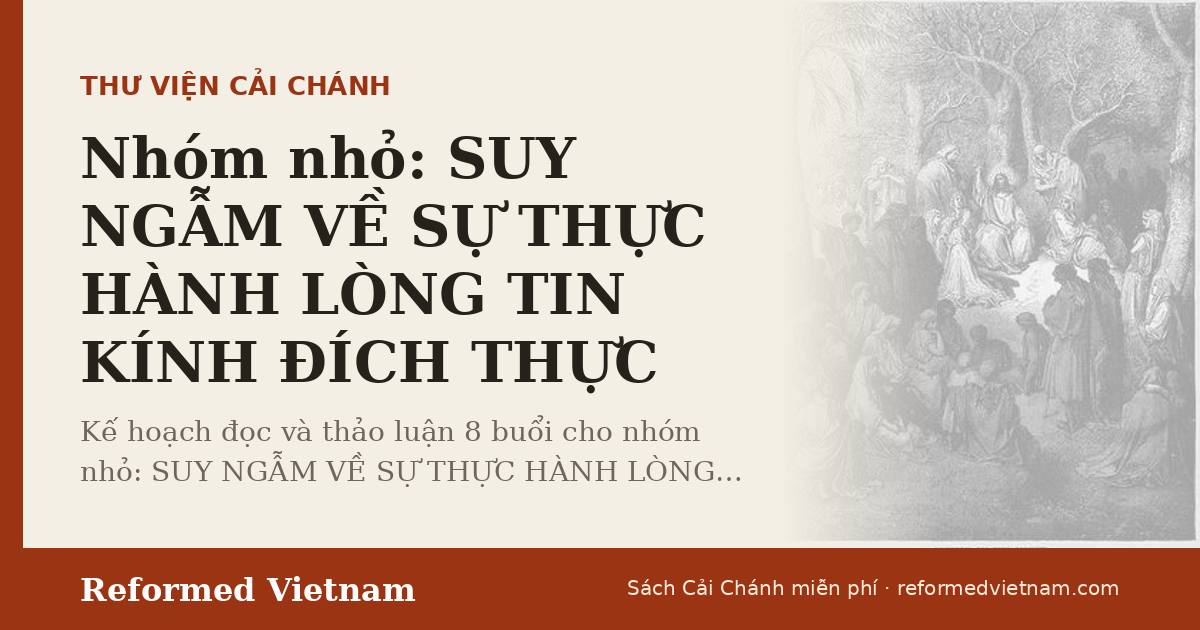 THƯ VIỆN CẢI CHÁNH
Nhóm nhỏ: SUY
NGẪM VỀ SỰ THỰC
HÀNH LÒNG TIN
KÍNH ĐÍCH THỰC
Kế hoạch đọc và thảo luận 8 buổi cho nhóm
nhỏ: SUY NGẪM VỀ SỰ THỰC HÀNH LÒNG...
Reformed Vietnam
Sách Cải Chánh miễn phí · reformedvietnam.com